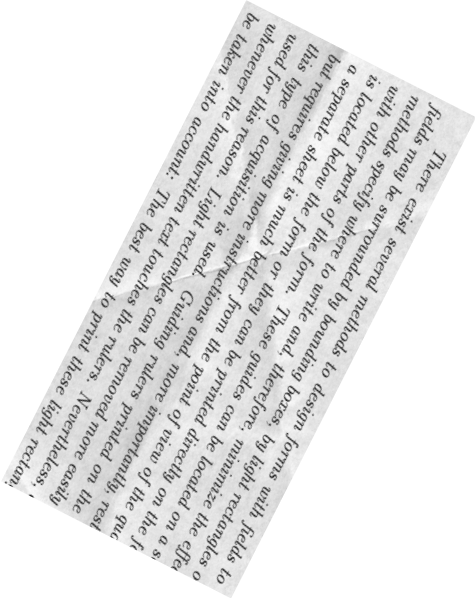 There exist several methods to design forms with fields to
fields may be surrounded by bounding boxes, by light rectangles o
methods specify where to write and, therefore, minimize the effe
with other parts of the form. These guides can be located on a s
is located below the form or they can be printed directly on the f
a separate sheet is much better from the point of view of the qua
but requires giving more instructions and, more importantly, rest
this type of acquisition is used. Guiding rulers printed on the
used for this reason. Light rectangles can be removed more easily
whenever the handwritten text touches the rulers. Nevertheless,
be taken into account: The best way to print these light rectan